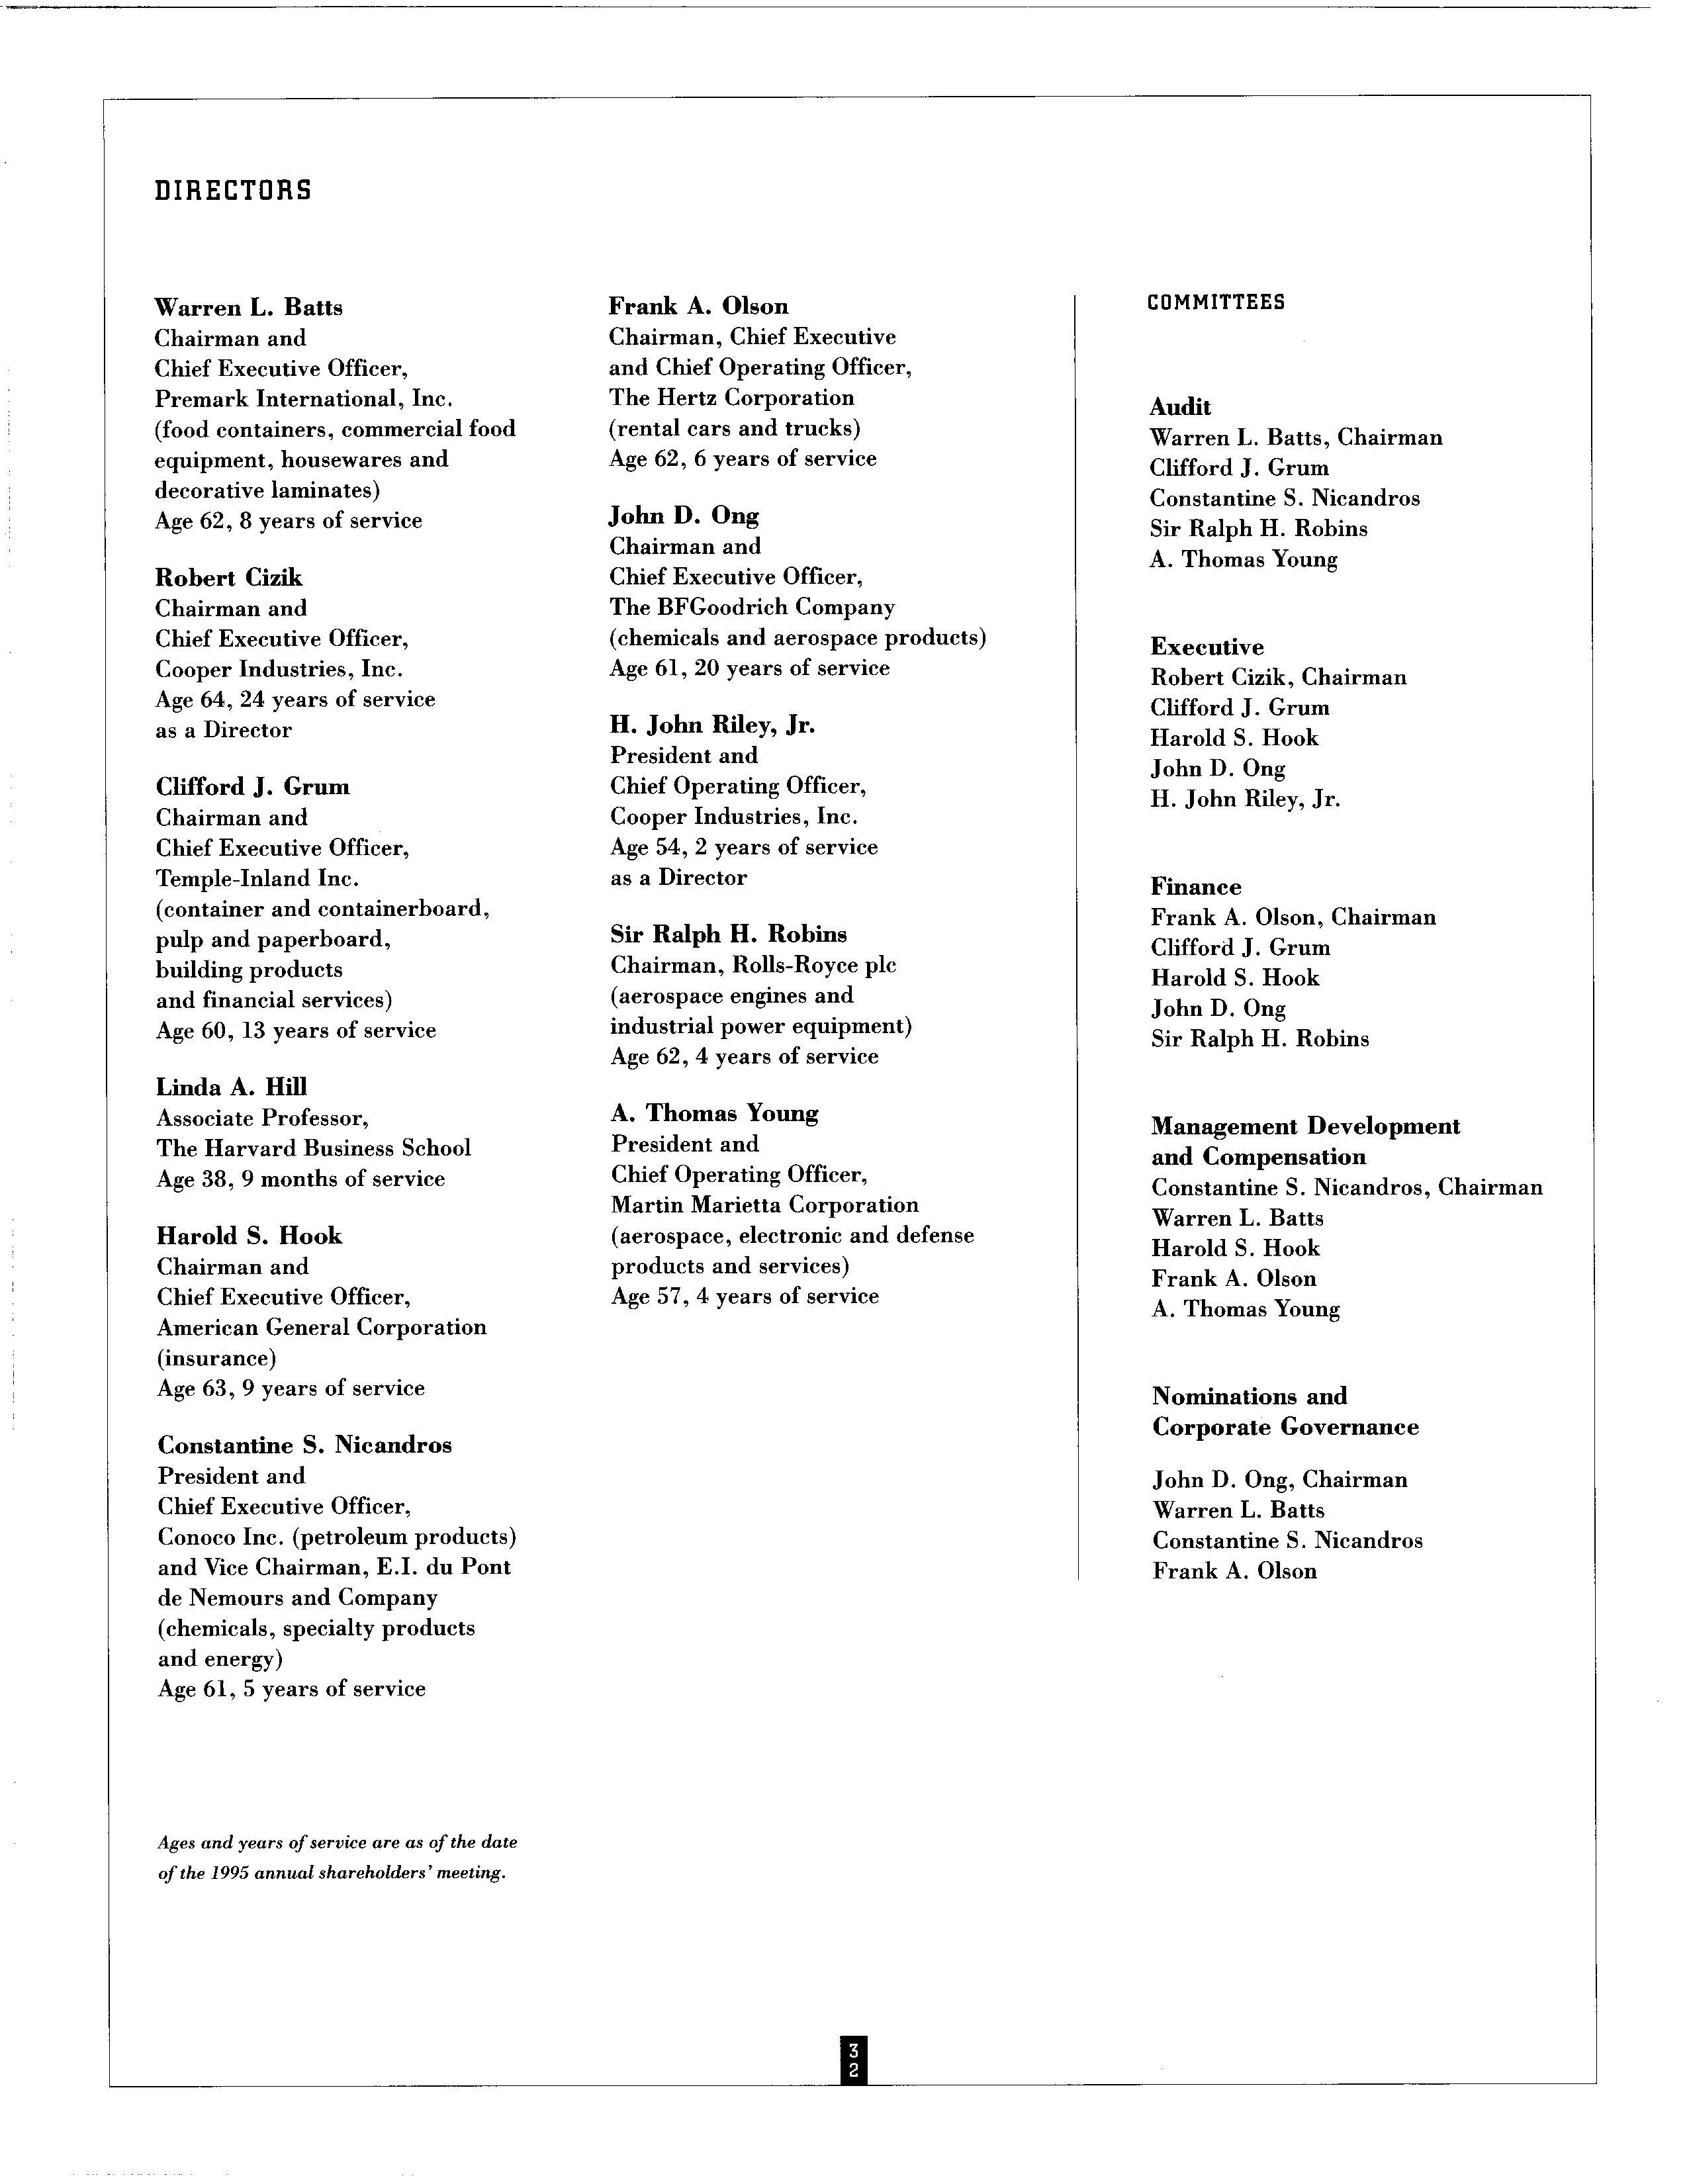 DIRECTORS
Warren L. Batts
Chairman and
Chief Executive Officer,
Premark International, Inc.
(food containers, commercial food
equipment, housewares and
decorative laminates)
Age 62, 8 years of service
Robert Cizik
Chairman and
Chief Executive Officer,
Cooper Industries, Inc.
Age 64, 24 years of service
as a Director
Clifford J. Grum
Chairman and
Chief Executive Officer,
Temple-Inland Inc.
(container and containerboard,
pulp and paperboard,
building products
and financial services)
Age 60, 13 years of service
Linda A. Hill
Associate Professor,
The Harvard Business School
Age 38, 9 months of service
Harold S. Hook
Chairman and
Chief Executive Officer,
American General Corporation
(insurance)
Age 63, 9 years of service
Constantine S. Nicandros
President and
Chief Executive Officer,
Conoco Inc. (petroleum products)
and Vice Chairman, E.I. du Pont
de Nemours and Company
(chemicals, specialty products
and energy)
Age 61, 5 years of service
Ages and years of service are as of the date
of the 1995 annual shareholders' meeting.
Frank A. Olson
Chairman, Chief Executive
and Chief Operating Officer,
The Hertz Corporation
(rental cars and trucks)
Age 62, 6 years of service
John D. Ong
Chairman and
Chief Executive Officer,
The BFGoodrich Company
(chemicals and aerospace products)
Age 61, 20 years of service
H. John Riley, Jr.
President and
Chief Operating Officer,
Cooper Industries, Inc.
Age 54, 2 years of service
as a Director
Sir Ralph H. Robins
Chairman, Rolls-Royce plc
(aerospace engines and
industrial power equipment)
Age 62, 4 years of service
A. Thomas Young
President and
Chief Operating Officer,
Martin Marietta Corporation
(aerospace, electronic and defense
products and services)
Age 57, 4 years of service
COMMITTEES
Audit
Warren L. Batts, Chairman
Clifford J. Grum
Constantine S. Nicandros
Sir Ralph H. Robins
A. Thomas Young
Executive
Robert Cizik, Chairman
Clifford J. Grum
Harold S. Hook
John D. Ong
H. John Riley, Jr.
Finance
Frank A. Olson, Chairman
Clifford J. Grum
Harold S. Hook
John D. Ong
Sir Ralph H. Robins
Management Development
and Compensation
Constantine S. Nicandros, Chairman
Warren L. Batts
Harold S. Hook
Frank A. Olson
A. Thomas Young
Nominations and
Corporate Governance
John D. Ong, Chairman
Warren L. Batts
Constantine S. Nicandros
Frank A. Olson
3
2